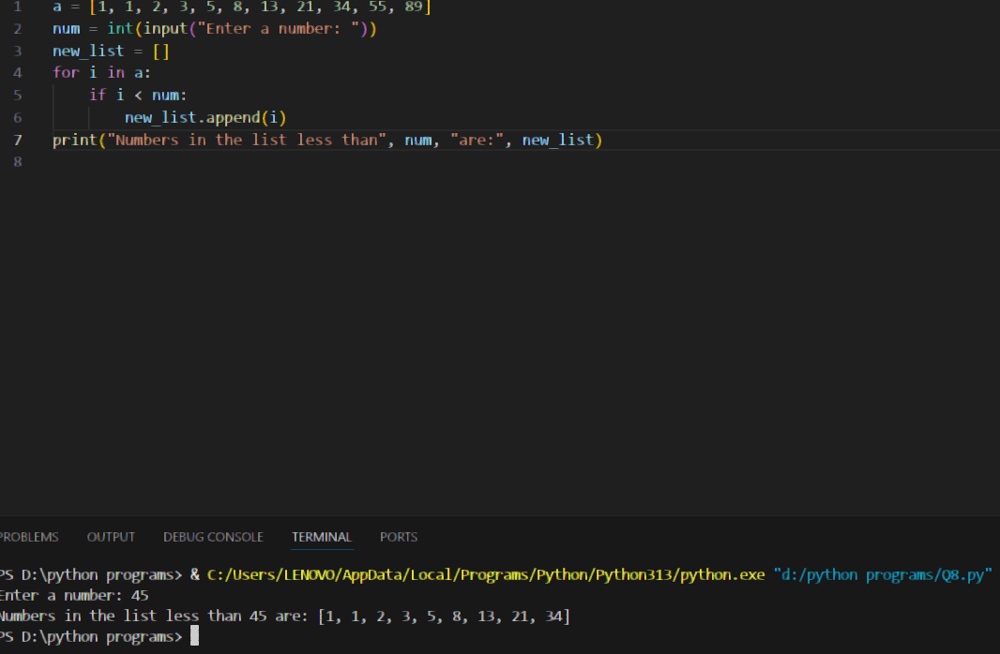 1 a = [1, 1, 2, 3, 5, 8, 13, 21, 34, 55, 89]
2 num = int(input("Enter a number: "))
3 new_list = []
4 for i in a:
5     if i < num:
6         new_list.append(i)
7 print("Numbers in the list less than", num, "are:", new_list)
8
PROBLEMS OUTPUT DEBUG CONSOLE TERMINAL PORTS
PS D:\python programs> & C:/Users/LENOVO/AppData/Local/Programs/Python/Python313/python.exe "d:/python programs/Q8.py"
Enter a number: 45
Numbers in the list less than 45 are: [1, 1, 2, 3, 5, 8, 13, 21, 34]
PS D:\python programs>